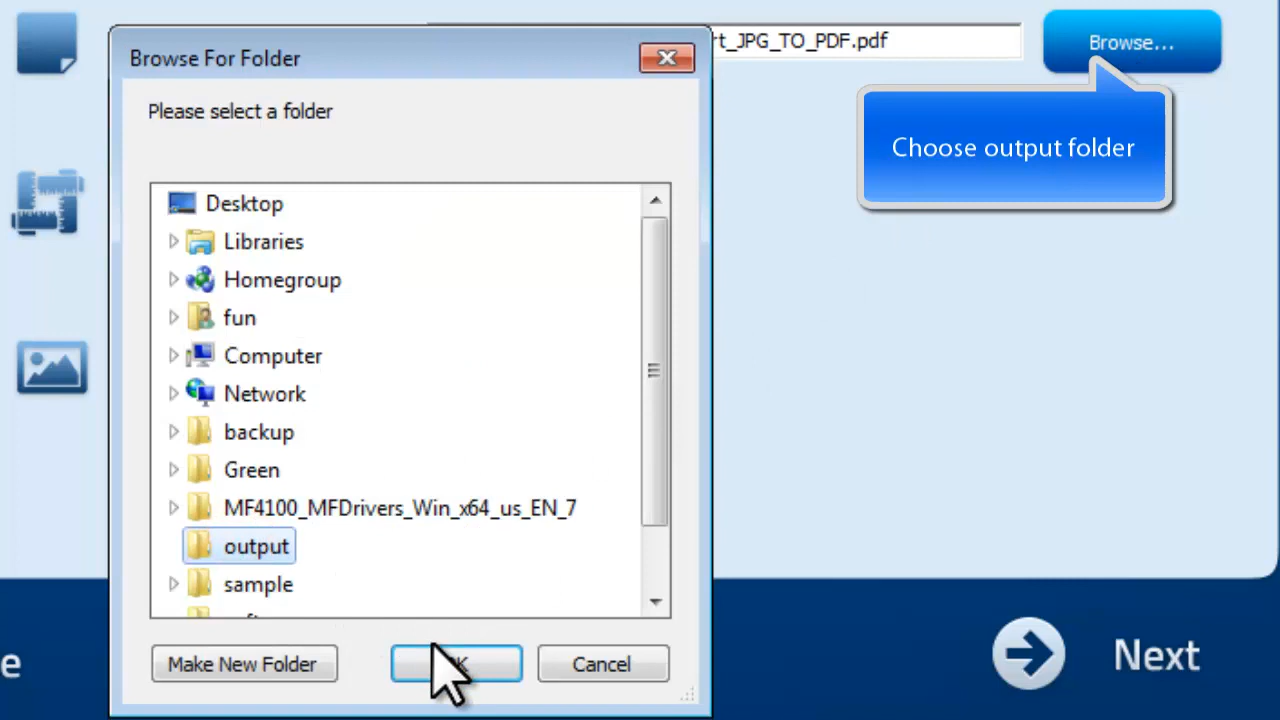 Browse For Folder
rt_JPG_TO_PDF.pdf
Browse...
Please select a folder
Choose output folder
Desktop
Libraries
Homegroup
fun
Computer
Network
backup
Green
MF4100_MFDrivers_Win_x64_us_EN_7
output
sample
Make New Folder
Cancel
e
Next